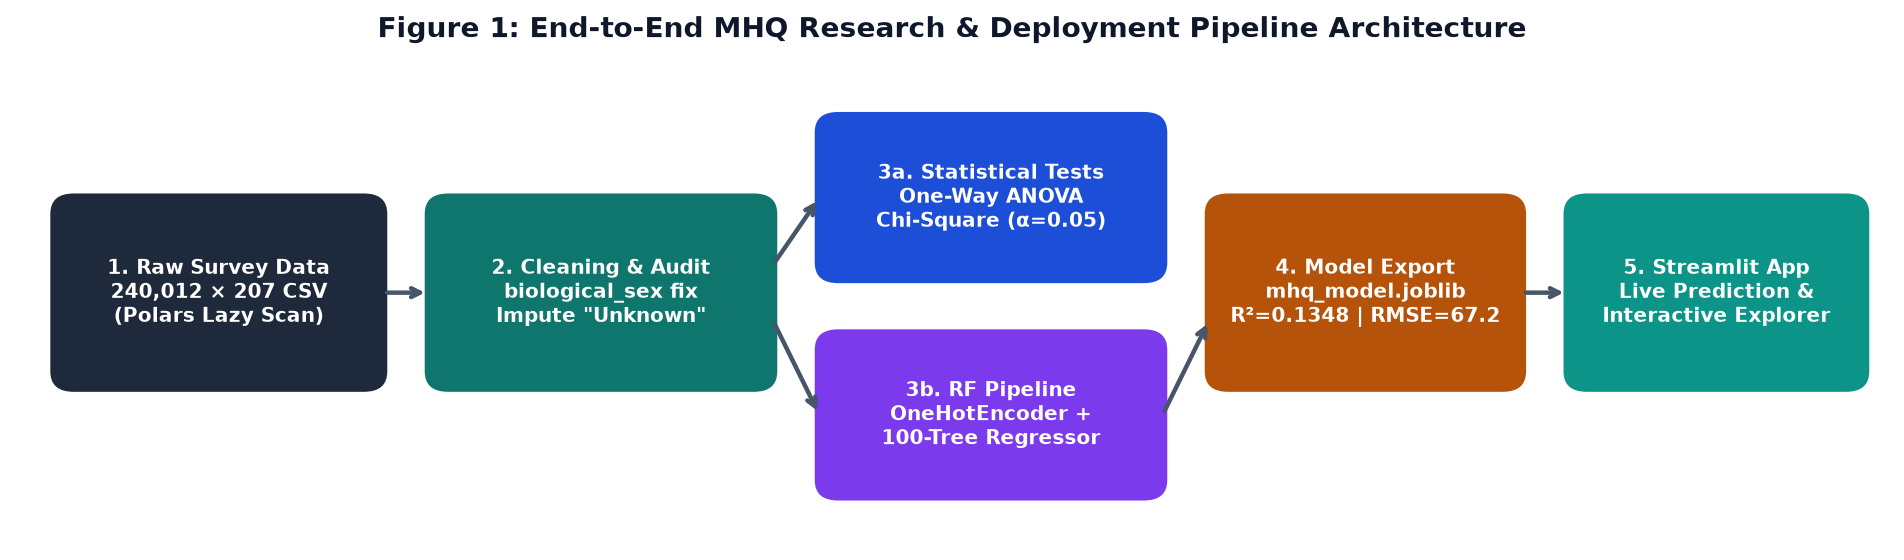 Figure 1: End-to-End MHQ Research & Deployment Pipeline Architecture
1. Raw Survey Data
240,012 × 207 CSV
(Polars Lazy Scan)
2. Cleaning & Audit
biological_sex fix
Impute "Unknown"
3a. Statistical Tests
One-Way ANOVA
Chi-Square (α=0.05)
3b. RF Pipeline
OneHotEncoder +
100-Tree Regressor
4. Model Export
mhq_model.joblib
R²=0.1348 | RMSE=67.2
5. Streamlit App
Live Prediction &
Interactive Explorer